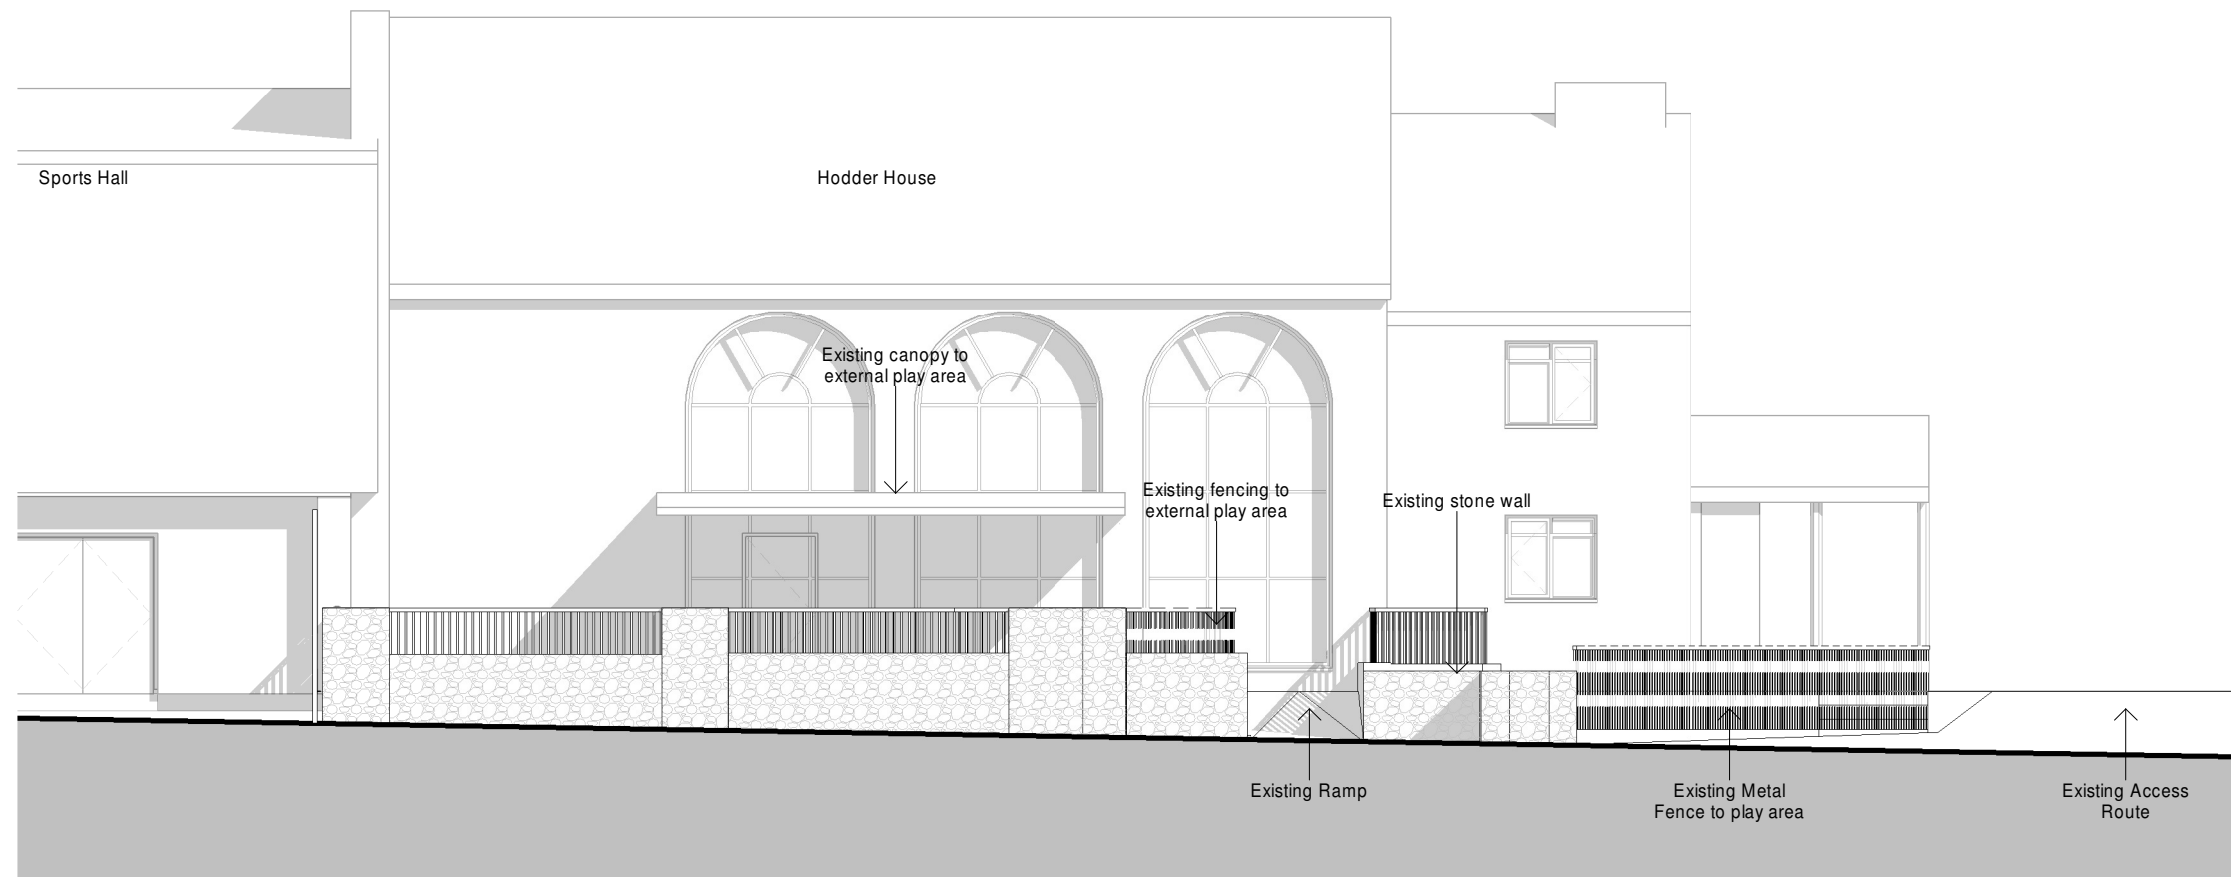 Sports Hall
Hodder House
Existing canopy to
external play area
Existing fencing to
external play area
Existing stone wall
Existing Ramp
Existing Metal
Fence to play area
Existing Access
Route